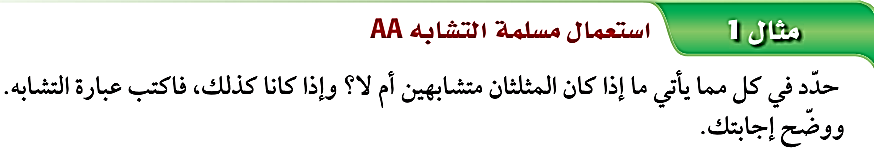 مثال 1
استعمال مسلمة التشابه AA
حدّد في كل مما يأتي ما إذا كان المثلثان متشابهين أم لا؟ وإذا كانا كذلك، فاكتب عبارة التشابه.
ووضّح إجابتك.